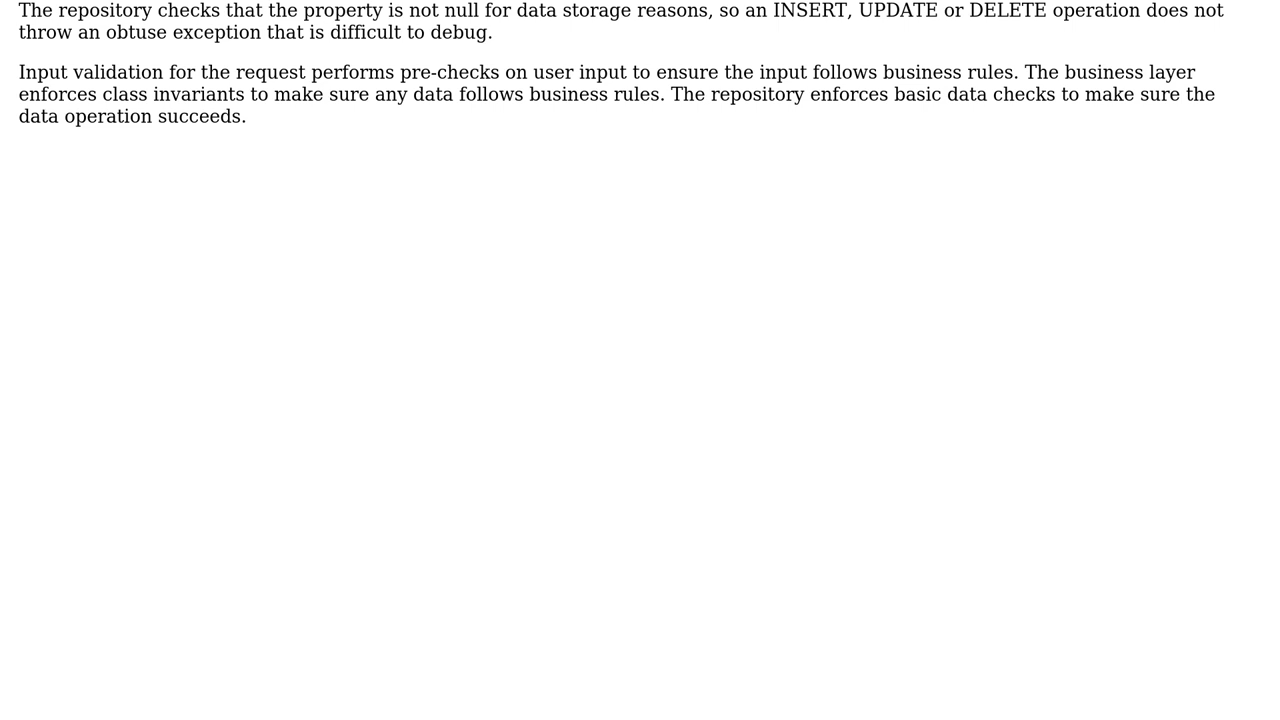 The repository checks that the property is not null for data storage reasons, so an INSERT, UPDATE or DELETE operation does not
throw an obtuse exception that is difficult to debug.
Input validation for the request performs pre-checks on user input to ensure the input follows business rules. The business layer
enforces class invariants to make sure any data follows business rules. The repository enforces basic data checks to make sure the
data operation succeeds.